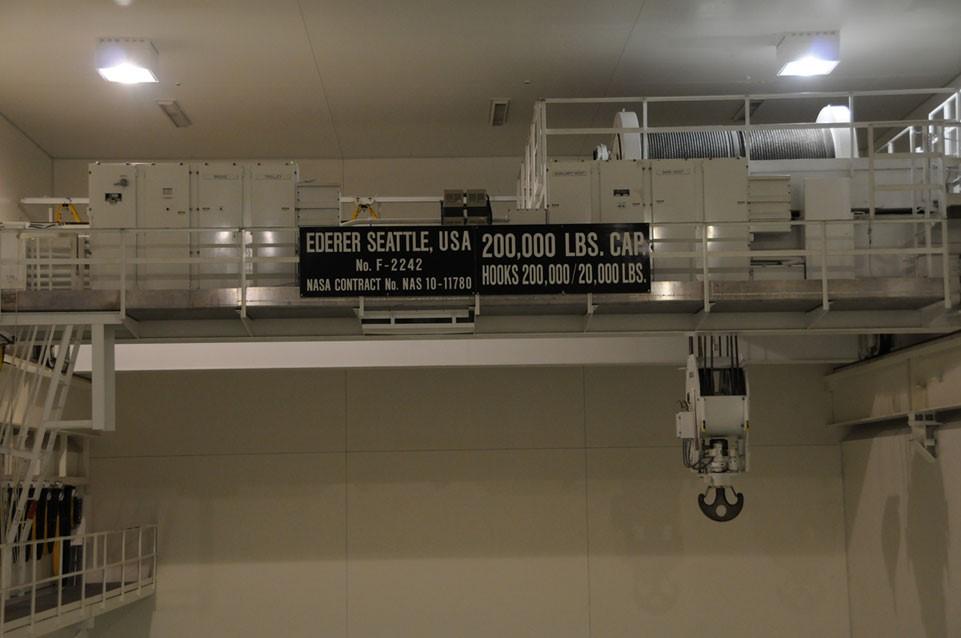 EDERER SEATTLE, USA
No. F-2242
NASA CONTRACT No. NAS 10-11780
200,000 LBS. CAP.
HOOKS 200,000/20,000 LBS.